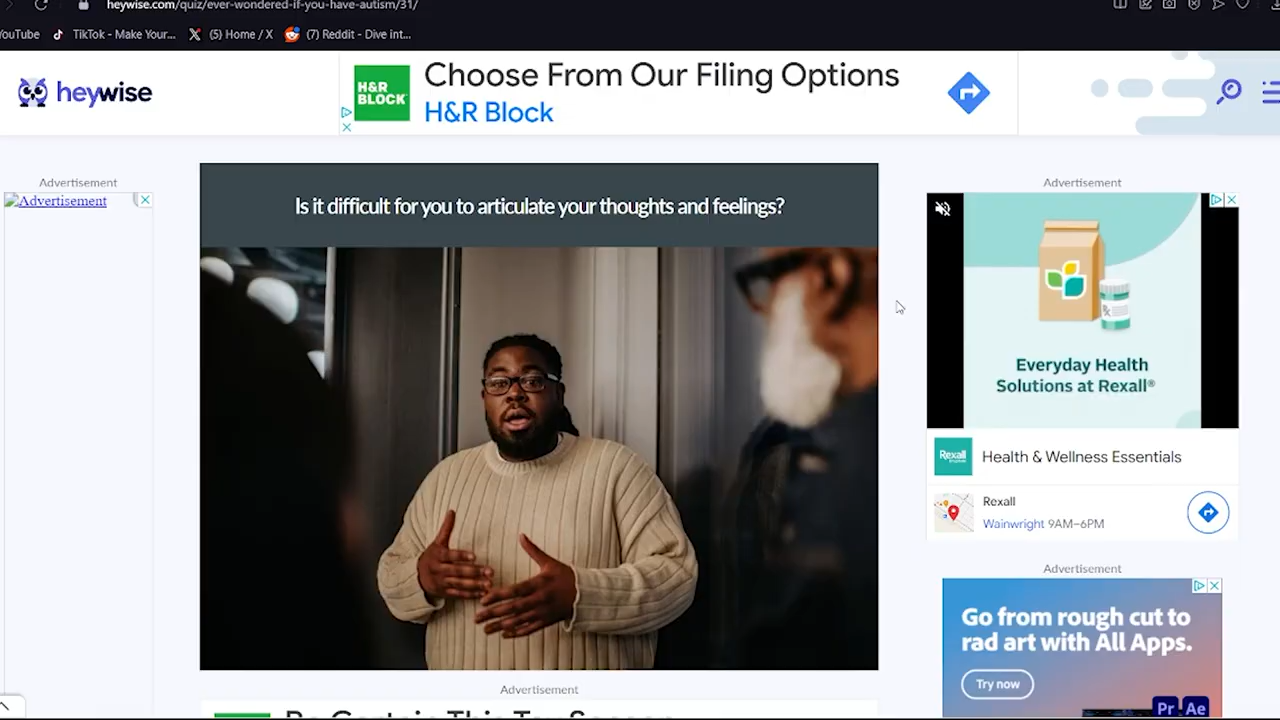 heywise.com/quiz/ever-wondered-if-you-have-autism/31/
YouTube
TikTok - Make Your...
(5) Home / X
(7) Reddit - Dive int...
heywise
H&R
BLOCK
Choose From Our Filing Options
H&R Block
Advertisement
Advertisement
Is it difficult for you to articulate your thoughts and feelings?
Advertisement
Everyday Health
Solutions at Rexall®
Rexall
Health & Wellness Essentials
Rexall
Wainwright 9AM–6PM
Advertisement
Go from rough cut to
rad art with All Apps.
Try now
Pr Ae
Advertisement